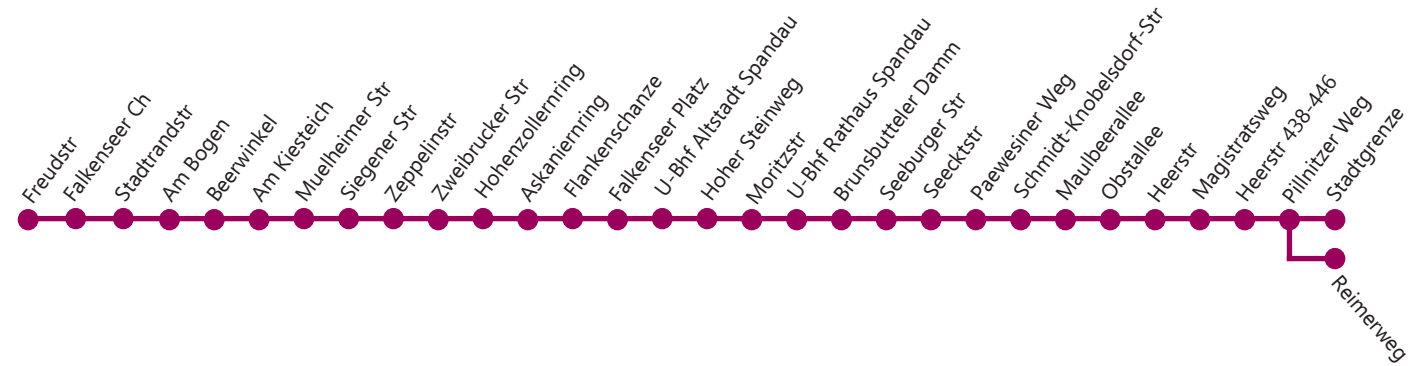 Freudstr
Falkenseer Ch
Stadtrandstr
Am Bogen
Beerwinkel
Am Kiesteich
Muelheimer Str
Siegener Str
Zeppelinstr
Zweibrucker Str
Hohenzollernring
Askanierring
Flankenschanze
Falkenseer Platz
U-Bhf Altstadt Spandau
Hoher Steinweg
Moritzstr
U-Bhf Rathaus Spandau
Brunsbutteler Damm
Seeburger Str
Seecktstr
Paewesiner Weg
Schmidt-Knobelsdorf-Str
Maulbeerallee
Obstallee
Heerstr
Magistratsweg
Heerstr 438-446
Pillnitzer Weg
Stadtgrenze
Reimerweg